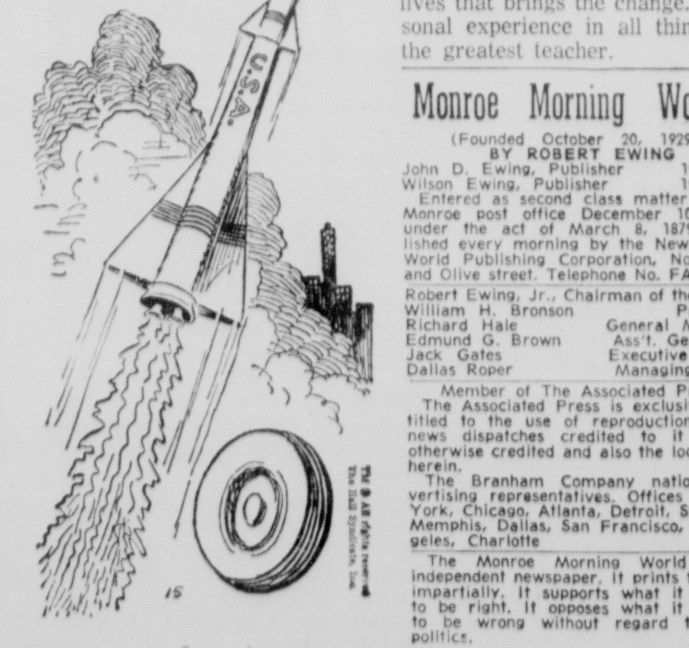 lives that brings the change.
sonal experience in all thin
the greatest teacher.
U.S.A.
15
TM ® All rights reserved
The Hall Syndicate, Inc.
Monroe Morning Wo
(Founded October 20, 1929
BY ROBERT EWING
John D. Ewing, Publisher 1
Wilson Ewing, Publisher 1
Entered as second class matter
Monroe post office December 10
under the act of March 8, 1879
lished every morning by the New
World Publishing Corporation, No
and Olive street. Telephone No. FA
Robert Ewing, Jr., Chairman of the
William H. Bronson P
Richard Hale General M
Edmund G. Brown Ass't. Ge
Jack Gates Executive
Dallas Roper Managing
Member of The Associated P
The Associated Press is exclusi
titled to the use of reproduction
news dispatches credited to it
otherwise credited and also the loc
herein.
The Branham Company natio
vertising representatives. Offices
York, Chicago, Atlanta, Detroit, S
Memphis, Dallas, San Francisco,
geles, Charlotte
The Monroe Morning World
independent newspaper. It prints t
impartially. It supports what it
to be right. It opposes what it
to be wrong without regard t
politics.